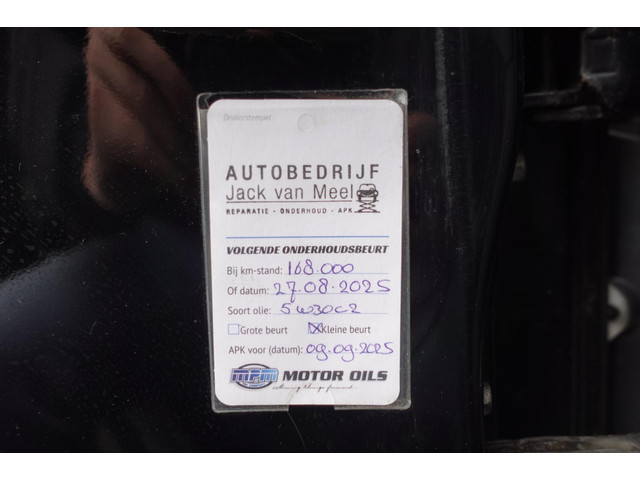 Dealerstempel:
AUTOBEDRIJF
Jack van Meel
REPARATIE - ONDERHOUD - APK
VOLGENDE ONDERHOUDSBEURT
Bij km-stand: 168.000
Of datum: 27.08.2025
Soort olie: 5W30C2
Grote beurt Kleine beurt
APK voor (datum): 09.09.2025
MPM MOTOR OILS